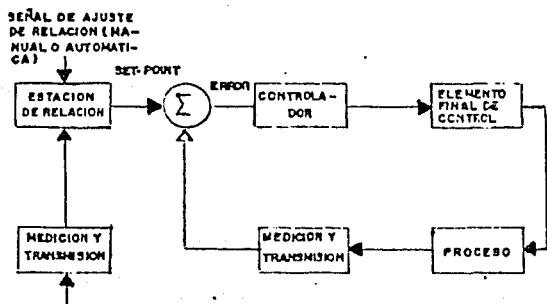 SEÑAL DE AJUSTE
DE RELACION (MA-
NUAL O AUTOMATI-
CA)
SET-POINT
ERROR
ESTACION
DE RELACION
Σ
CONTROLA-
DOR
ELEMENTO
FINAL DE
CONTROL
MEDICION Y
TRANSMISION
MEDICION Y
TRANSMISION
PROCESO